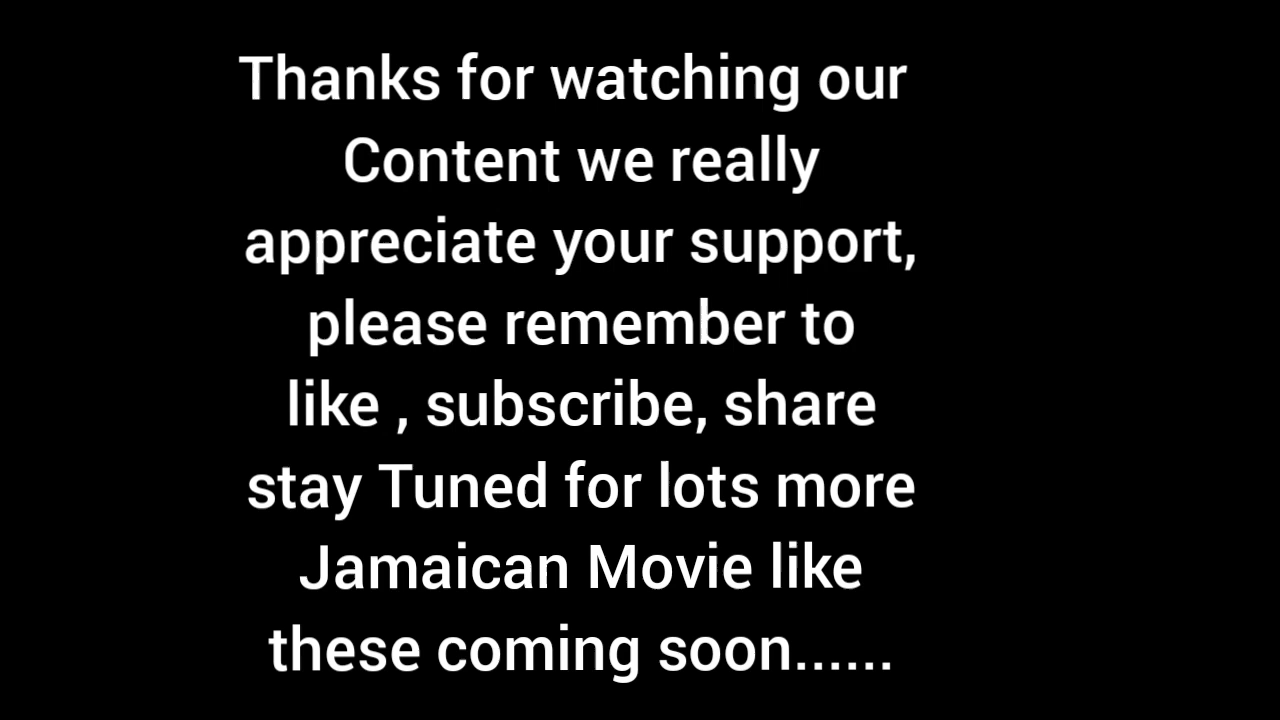 Thanks for watching our
Content we really
appreciate your support,
please remember to
like , subscribe, share
stay Tuned for lots more
Jamaican Movie like
these coming soon......